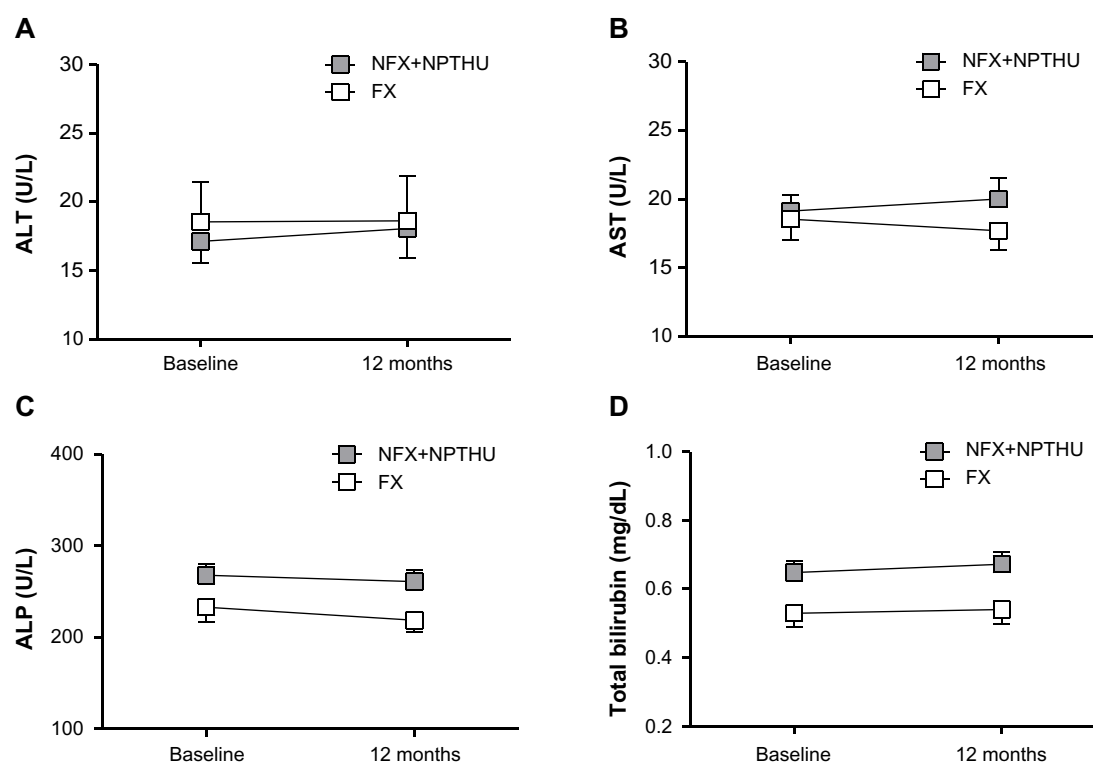 A
NFX+NPTHU
FX
ALT (U/L)
30
25
20
15
10
Baseline
12 months
B
NFX+NPTHU
FX
AST (U/L)
30
25
20
15
10
Baseline
12 months
C
NFX+NPTHU
FX
ALP (U/L)
400
300
200
100
Baseline
12 months
D
NFX+NPTHU
FX
Total bilirubin (mg/dL)
1.0
0.8
0.6
0.4
0.2
Baseline
12 months